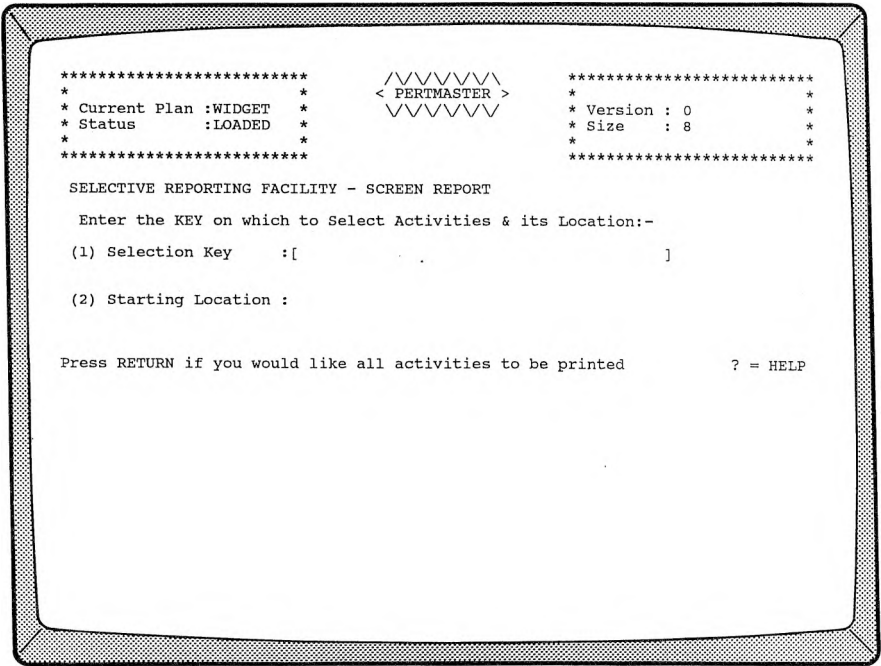 **************************    /\/\/\/\/\/\    **************************
*                        *   < PERTMASTER >   *                        *
* Current Plan :WIDGET   *    \/\/\/\/\/\/    * Version : 0            *
* Status       :LOADED   *                    * Size    : 8            *
*                        *                    *                        *
**************************                    **************************
SELECTIVE REPORTING FACILITY - SCREEN REPORT
Enter the KEY on which to Select Activities & its Location:-
(1) Selection Key     :[                                       ]
(2) Starting Location :
Press RETURN if you would like all activities to be printed           ? = HELP